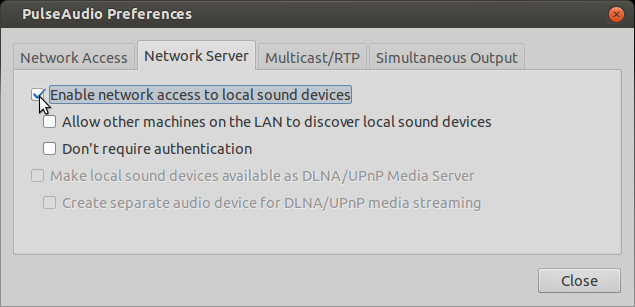 PulseAudio Preferences
Network Access
Network Server
Multicast/RTP
Simultaneous Output
Enable network access to local sound devices
Allow other machines on the LAN to discover local sound devices
Don't require authentication
Make local sound devices available as DLNA/UPnP Media Server
Create separate audio device for DLNA/UPnP media streaming
Close